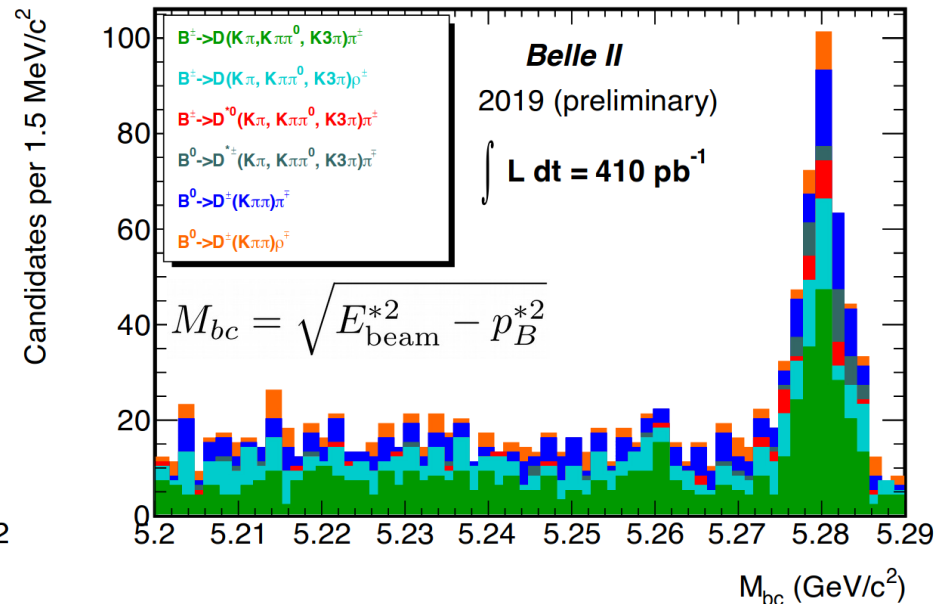 Candidates per 1.5 MeV/c²
100
80
60
40
20
0
B±->D(Kπ,Kππ⁰, K3π)π±
B±->D(Kπ, Kππ⁰, K3π)ρ±
B±->D*⁰(Kπ, Kππ⁰, K3π)π±
B⁰->D*±(Kπ, Kππ⁰, K3π)π∓
B⁰->D±(Kππ)π∓
B⁰->D±(Kππ)ρ∓
Belle II
2019 (preliminary)
∫ L dt = 410 pb⁻¹
M_bc = √(E*²_beam − p*²_B)
2
5.2 5.21 5.22 5.23 5.24 5.25 5.26 5.27 5.28 5.29
M_bc (GeV/c²)